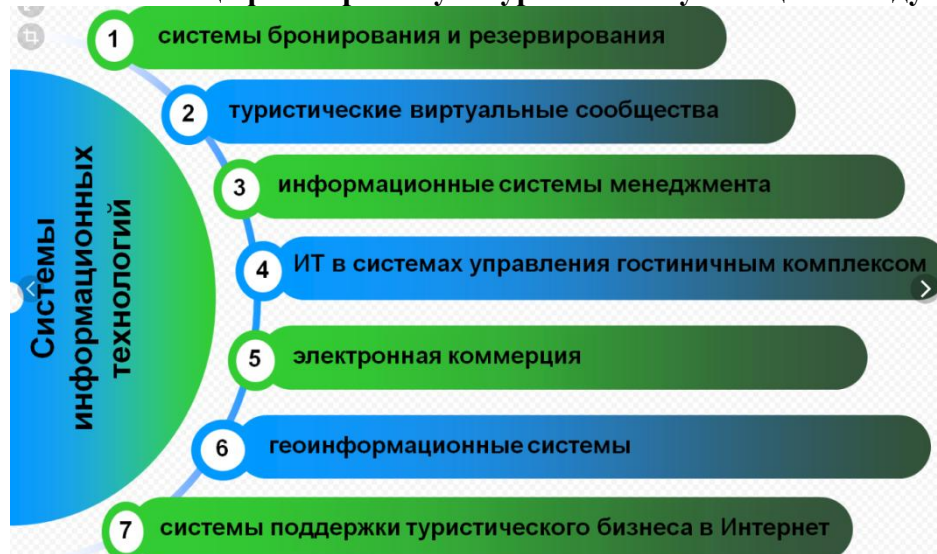 1 системы бронирования и резервирования
2 туристические виртуальные сообщества
3 информационные системы менеджмента
4 ИТ в системах управления гостиничным комплексом
5 электронная коммерция
6 геоинформационные системы
7 системы поддержки туристического бизнеса в Интернет
Системы
информационных
технологий